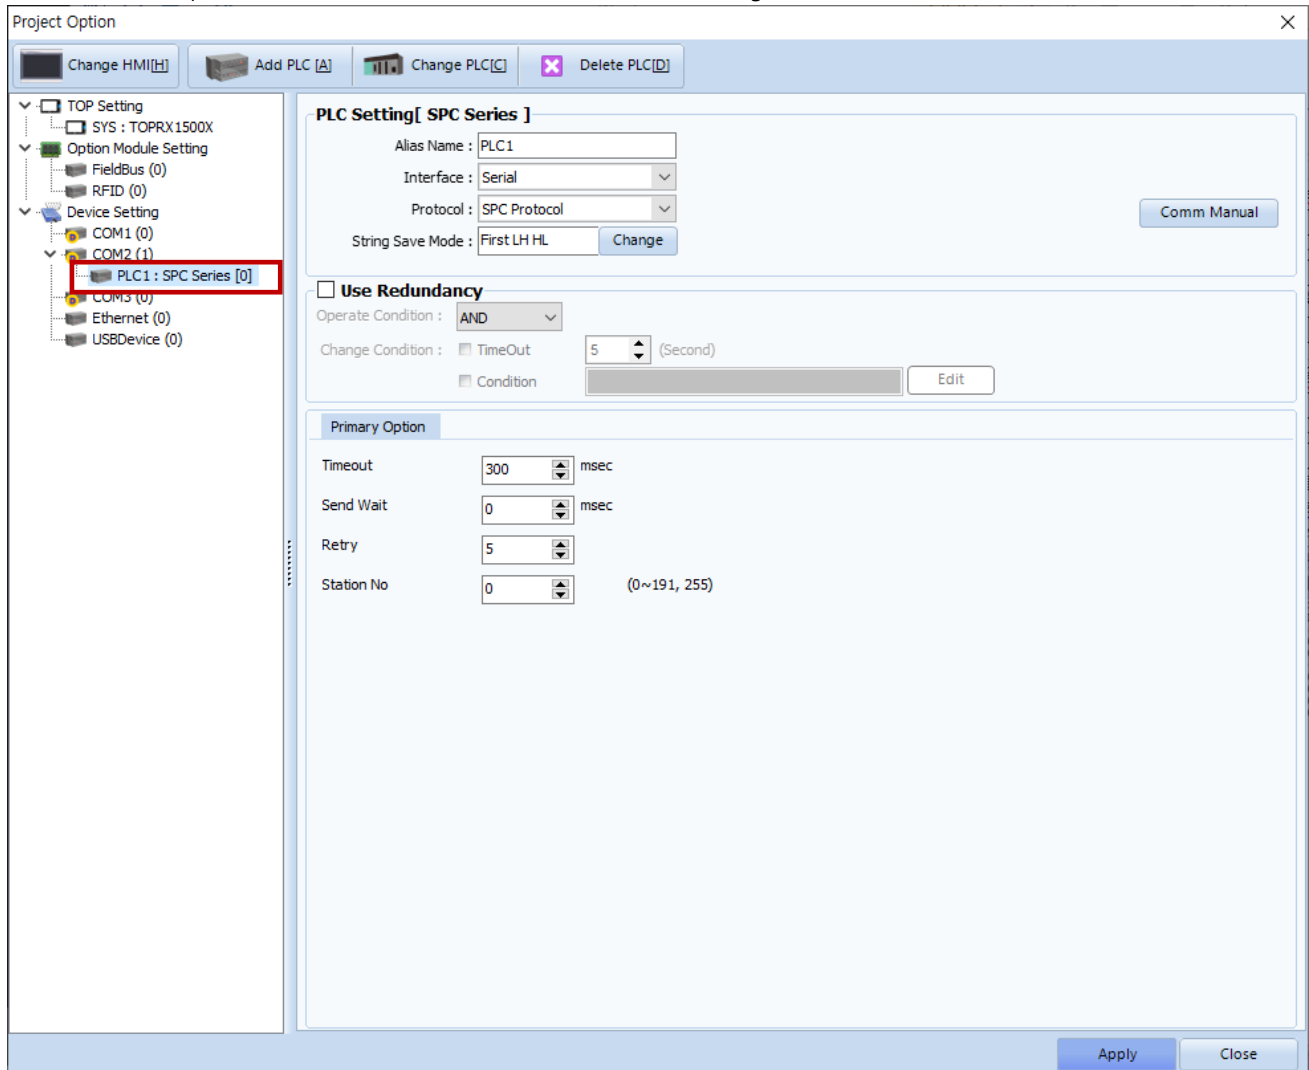 Project Option
Change HMI[H]
Add PLC [A]
Change PLC[C]
Delete PLC[D]
TOP Setting
SYS : TOPRX1500X
Option Module Setting
FieldBus (0)
RFID (0)
Device Setting
COM1 (0)
COM2 (1)
PLC1 : SPC Series [0]
COM3 (0)
Ethernet (0)
USBDevice (0)
PLC Setting[ SPC Series ]
Alias Name : PLC1
Interface : Serial
Protocol : SPC Protocol
Comm Manual
String Save Mode : First LH HL Change
Use Redundancy
Operate Condition : AND
Change Condition : TimeOut 5 (Second)
Condition Edit
Primary Option
Timeout 300 msec
Send Wait 0 msec
Retry 5
Station No 0 (0~191, 255)
Apply
Close